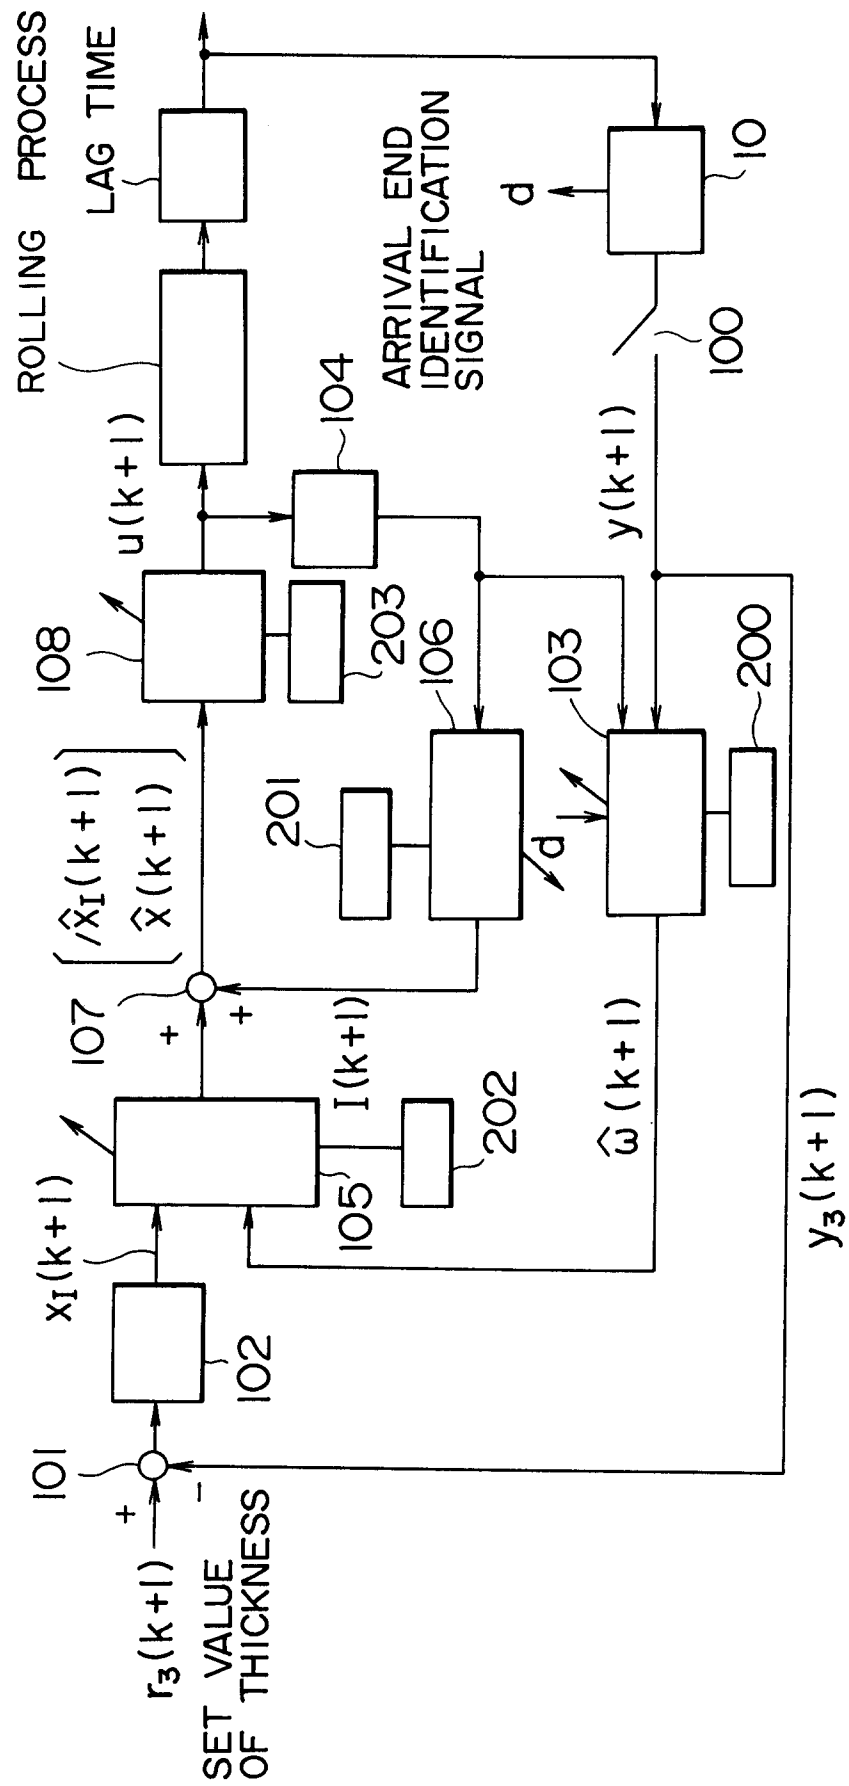 ROLLING PROCESS
LAG TIME
u(k+1)
108
203
104
(/x̂I(k+1)
x̂(k+1))
107
+
+
I(k+1)
xI(k+1)
105
202
102
101
+
-
r3(k+1)
SET VALUE
OF THICKNESS
201
106
ARRIVAL END
IDENTIFICATION
SIGNAL
d
10
100
y(k+1)
103
d
200
ω̂(k+1)
y3(k+1)